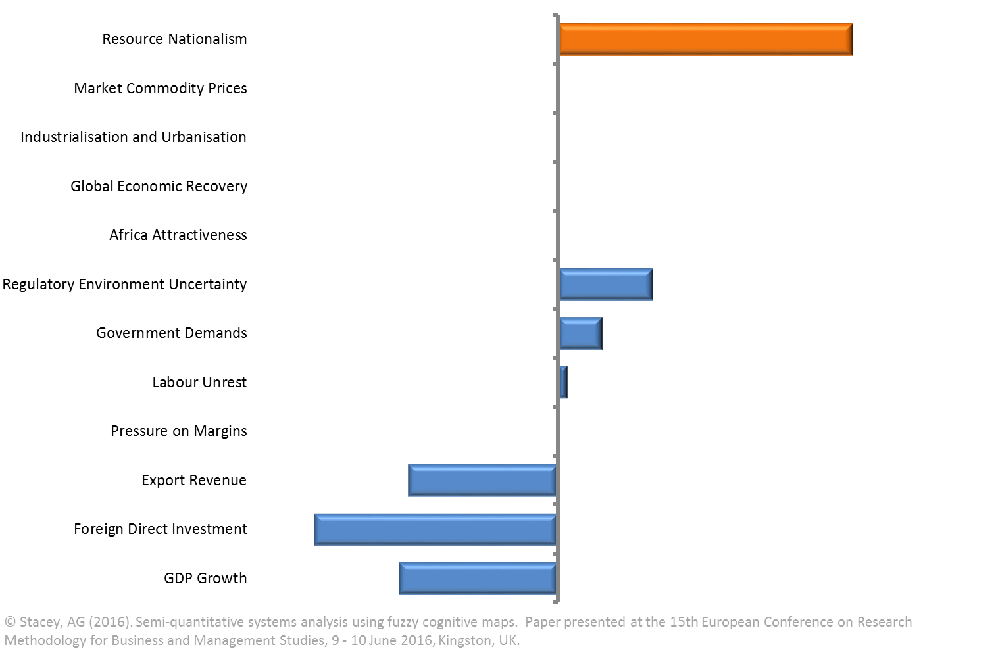 Resource Nationalism
Market Commodity Prices
Industrialisation and Urbanisation
Global Economic Recovery
Africa Attractiveness
Regulatory Environment Uncertainty
Government Demands
Labour Unrest
Pressure on Margins
Export Revenue
Foreign Direct Investment
GDP Growth
© Stacey, AG (2016). Semi-quantitative systems analysis using fuzzy cognitive maps. Paper presented at the 15th European Conference on Research
Methodology for Business and Management Studies, 9 - 10 June 2016, Kingston, UK.